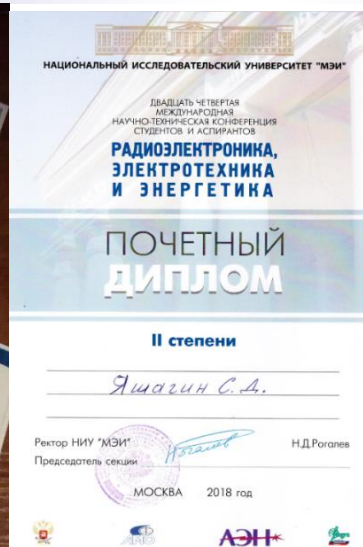 НАЦИОНАЛЬНЫЙ ИССЛЕДОВАТЕЛЬСКИЙ УНИВЕРСИТЕТ "МЭИ"
ДВАДЦАТЬ ЧЕТВЕРТАЯ
МЕЖДУНАРОДНАЯ
НАУЧНО-ТЕХНИЧЕСКАЯ КОНФЕРЕНЦИЯ
СТУДЕНТОВ И АСПИРАНТОВ
РАДИОЭЛЕКТРОНИКА,
ЭЛЕКТРОТЕХНИКА
И ЭНЕРГЕТИКА
ПОЧЕТНЫЙ
ДИПЛОМ
II степени
Яшагин С.Д.
Ректор НИУ "МЭИ"
Н.Д.Рогалев
Председатель секции
МОСКВА 2018 год
АЭН